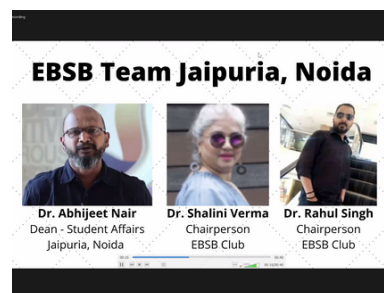 EBSB Team Jaipuria, Noida
Dr. Abhijeet Nair
Dean - Student Affairs
Jaipuria, Noida
Dr. Shalini Verma
Chairperson
EBSB Club
Dr. Rahul Singh
Chairperson
EBSB Club